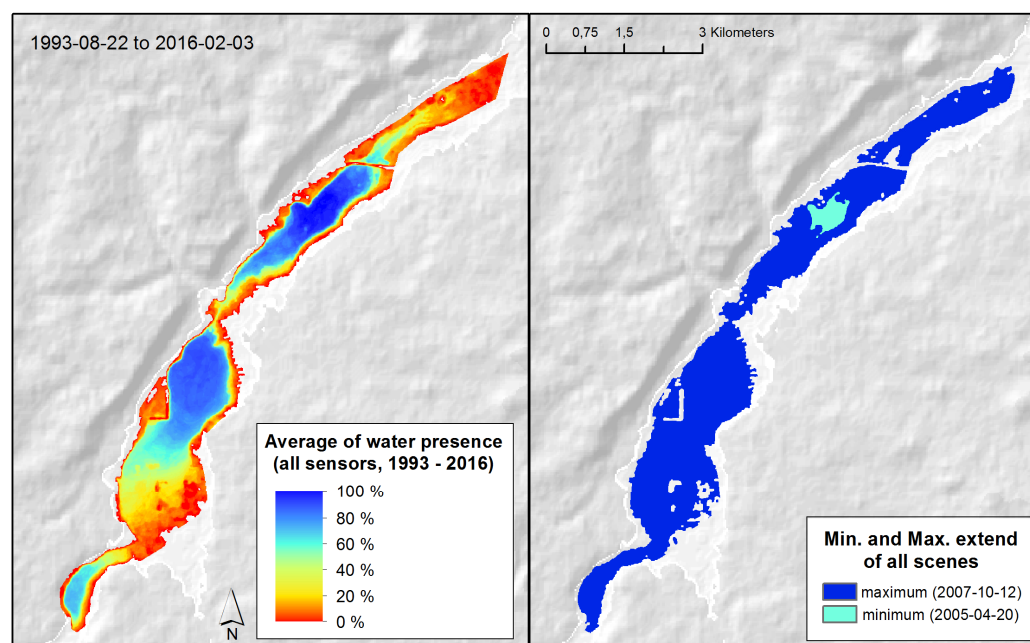 1993-08-22 to 2016-02-03
Average of water presence
(all sensors, 1993 - 2016)
100 %
80 %
60 %
40 %
20 %
0 %
N
0 0,75 1,5 3 Kilometers
Min. and Max. extend
of all scenes
maximum (2007-10-12)
minimum (2005-04-20)